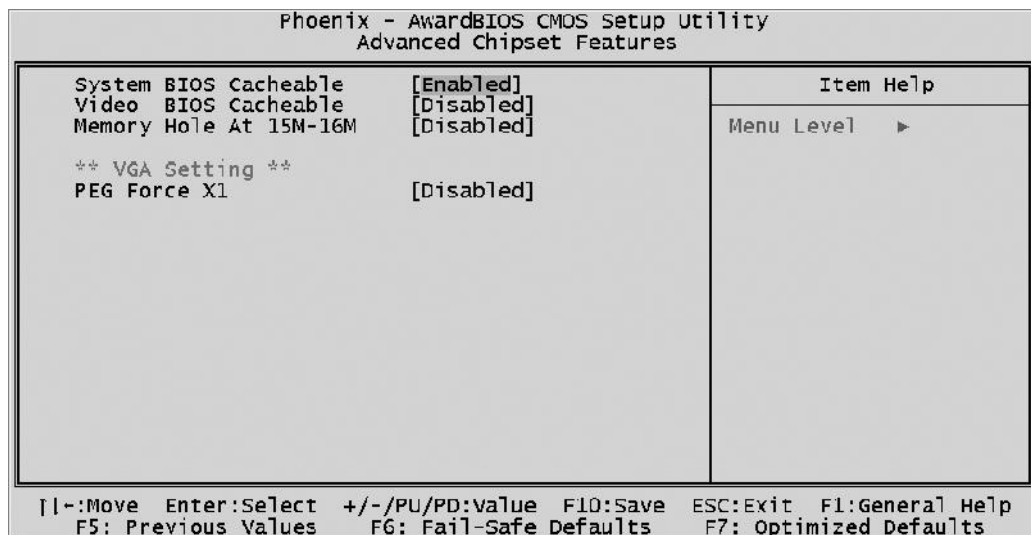 Phoenix - AwardBIOS CMOS Setup Utility
Advanced Chipset Features
System BIOS Cacheable [Enabled]
Video BIOS Cacheable [Disabled]
Memory Hole At 15M-16M [Disabled]
** VGA Setting **
PEG Force X1 [Disabled]
Item Help
Menu Level ►
↑↓←:Move Enter:Select +/-/PU/PD:Value F10:Save ESC:Exit F1:General Help
F5: Previous Values F6: Fail-Safe Defaults F7: Optimized Defaults